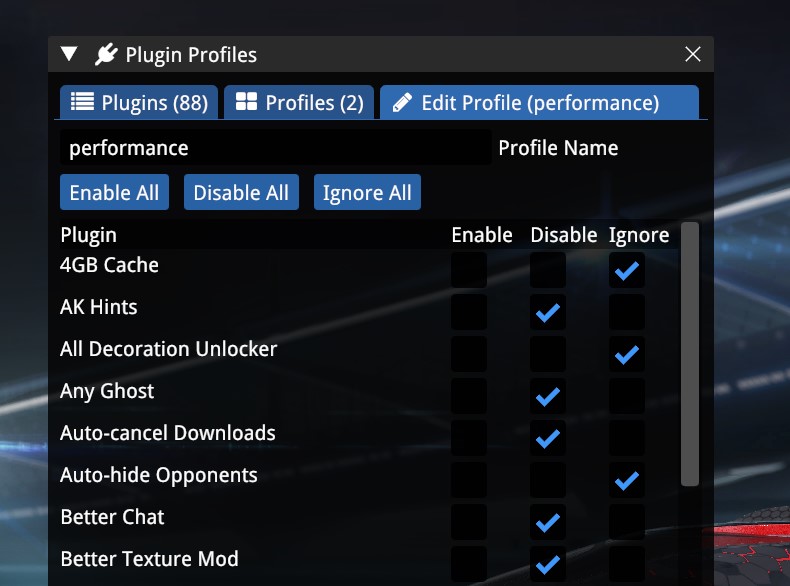 Plugin Profiles
Plugins (88) Profiles (2) Edit Profile (performance)
performance Profile Name
Enable All Disable All Ignore All
Plugin Enable Disable Ignore
4GB Cache
AK Hints
All Decoration Unlocker
Any Ghost
Auto-cancel Downloads
Auto-hide Opponents
Better Chat
Better Texture Mod